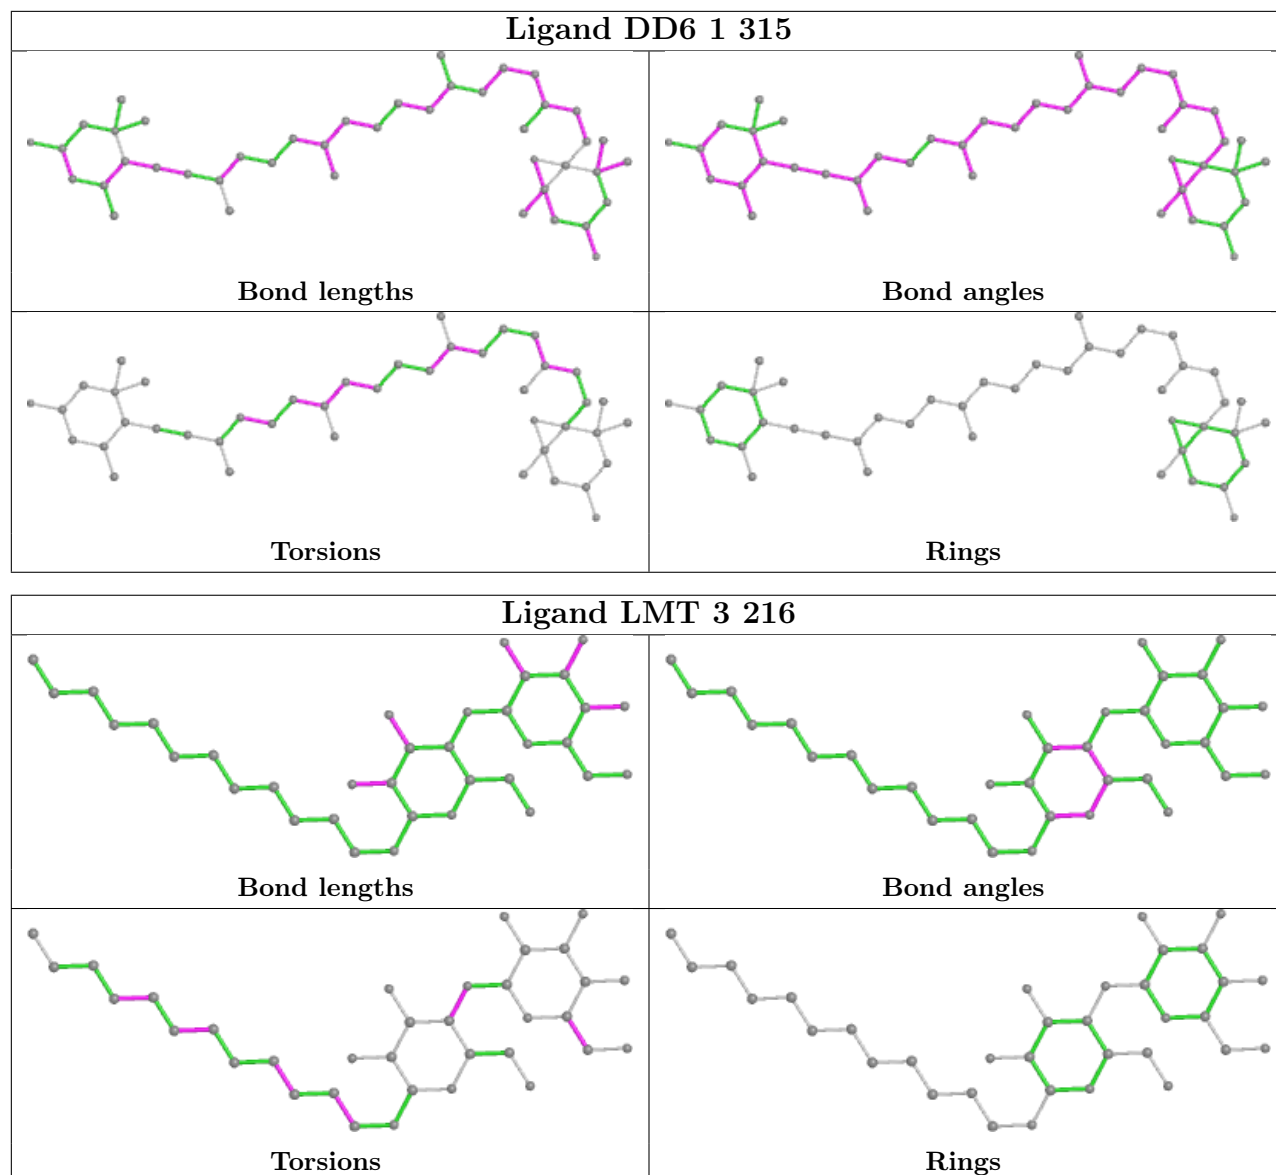 Ligand DD6 1 315
Bond lengths
Bond angles
Torsions
Rings
Ligand LMT 3 216
Bond lengths
Bond angles
Torsions
Rings